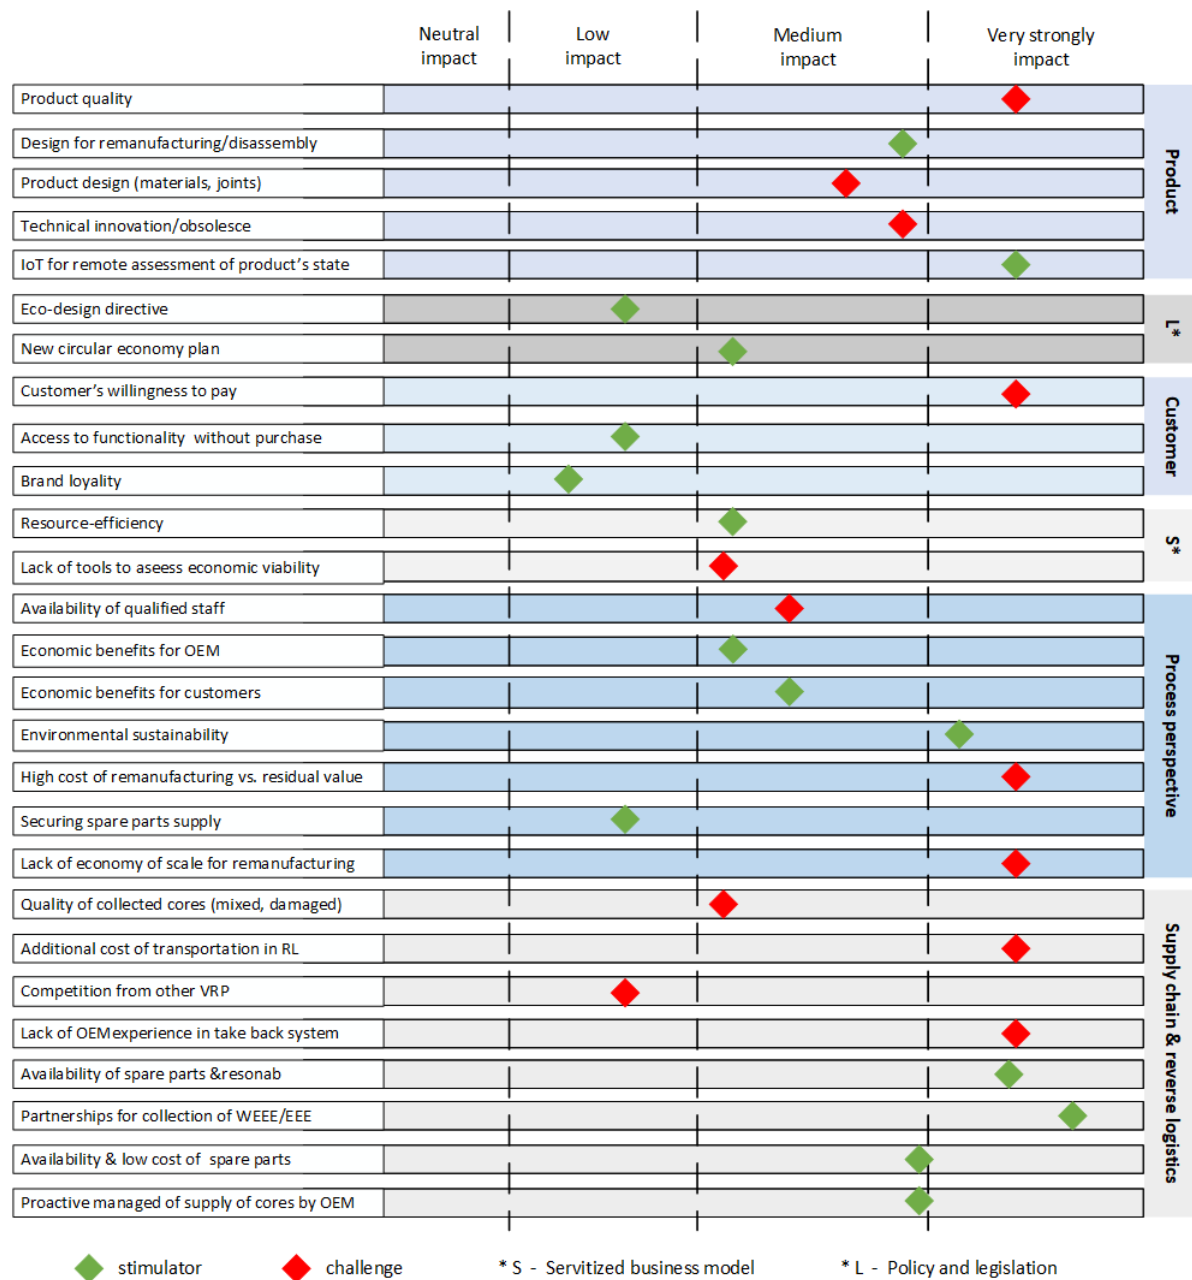 Neutral impact
Low impact
Medium impact
Very strongly impact
Product quality
Design for remanufacturing/disassembly
Product design (materials, joints)
Technical innovation/obsolesce
IoT for remote assessment of product's state
Product
Eco-design directive
New circular economy plan
L*
Customer's willingness to pay
Access to functionality without purchase
Brand loyality
Customer
Resource-efficiency
Lack of tools to aseess economic viability
S*
Availability of qualified staff
Economic benefits for OEM
Economic benefits for customers
Environmental sustainability
High cost of remanufacturing vs. residual value
Securing spare parts supply
Lack of economy of scale for remanufacturing
Process perspective
Quality of collected cores (mixed, damaged)
Additional cost of transportation in RL
Competition from other VRP
Lack of OEM experience in take back system
Availability of spare parts &resonab
Partnerships for collection of WEEE/EEE
Availability & low cost of spare parts
Proactive managed of supply of cores by OEM
Supply chain & reverse logistics
stimulator
challenge
* S - Servitized business model
* L - Policy and legislation